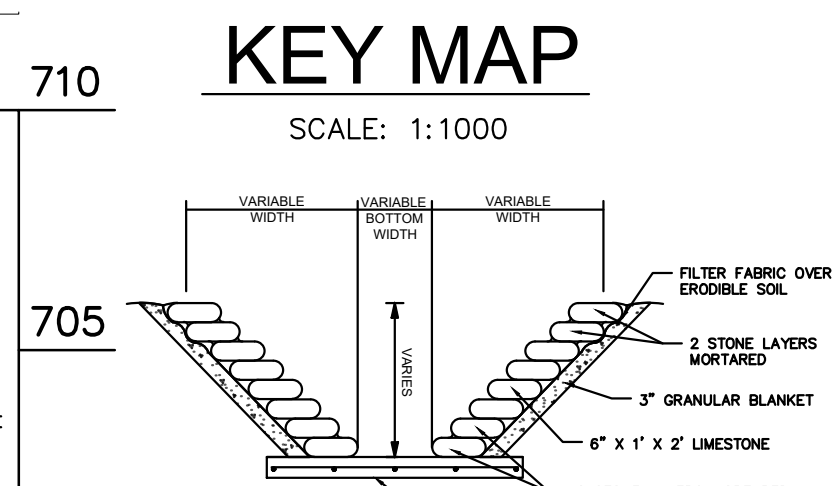 KEY MAP
SCALE: 1:1000
710
705
VARIABLE
WIDTH
VARIABLE
BOTTOM
WIDTH
VARIABLE
WIDTH
VARIES
FILTER FABRIC OVER
ERODIBLE SOIL
2 STONE LAYERS
MORTARED
3" GRANULAR BLANKET
6" X 1' X 2' LIMESTONE